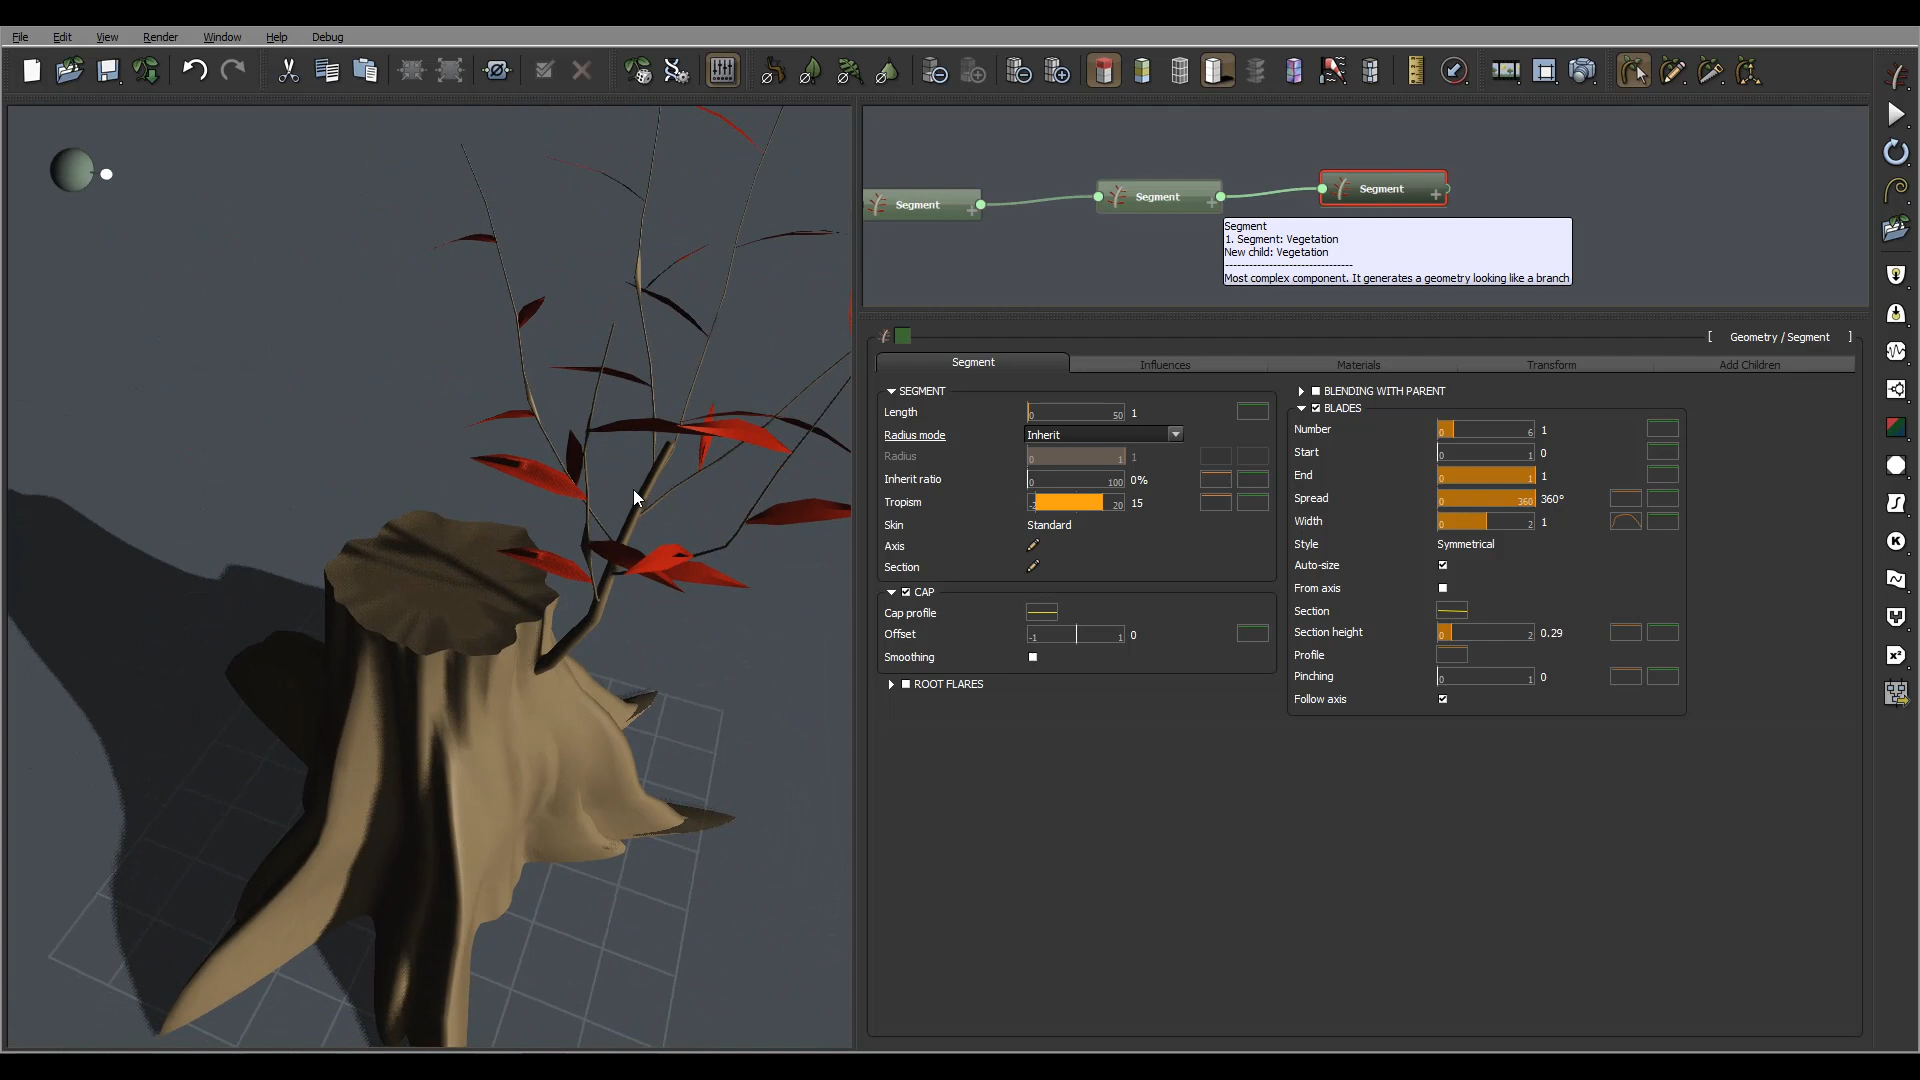 File Edit View Render Window Help Debug
Segment Segment Segment
Segment
1. Segment: Vegetation
New child: Vegetation
--------------------------------
Most complex component. It generates a geometry looking like a branch
[ Geometry / Segment ]
Segment Influences Materials Transform Add Children
SEGMENT
Length 0 50 1
Radius mode Inherit
Radius 0 1 1
Inherit ratio 0 100 0%
Tropism -2 20 15
Skin Standard
Axis
Section
CAP
Cap profile
Offset -1 1 0
Smoothing
ROOT FLARES
BLENDING WITH PARENT
BLADES
Number 0 6 1
Start 0 1 0
End 0 1 1
Spread 0 360 360°
Width 0 2 1
Style Symmetrical
Auto-size
From axis
Section
Section height 0 2 0.29
Profile
Pinching 0 1 0
Follow axis
K
x²